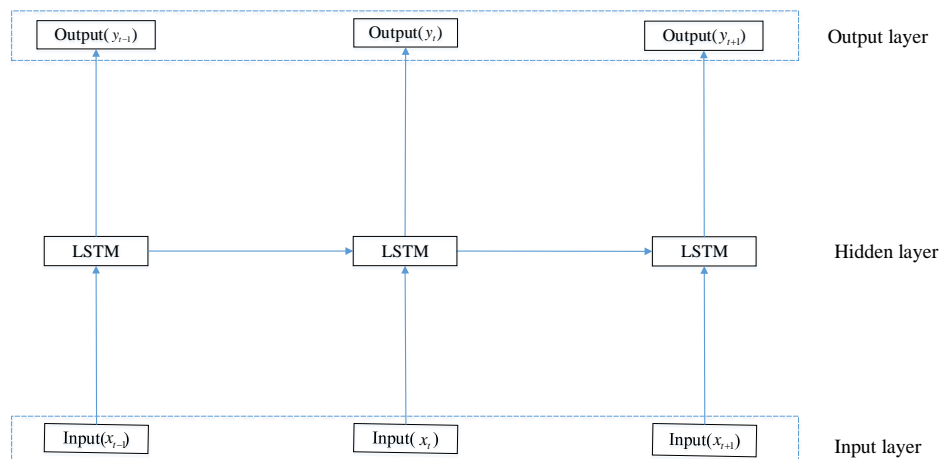 Output(y_{t-1}) Output(y_t) Output(y_{t+1}) Output layer
LSTM LSTM LSTM Hidden layer
Input(x_{t-1}) Input(x_t) Input(x_{t+1}) Input layer